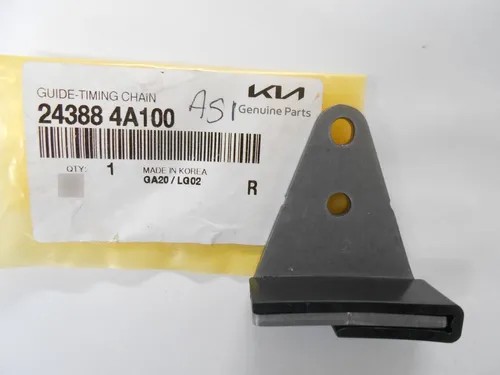 GUIDE-TIMING CHAIN
24388 4A100
ASI
KIA
Genuine Parts
QTY: 1 MADE IN KOREA
GA20 / LG02 R